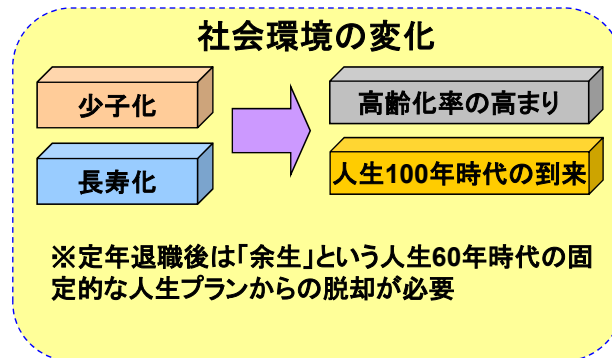 社会環境の変化
少子化
高齢化率の高まり
長寿化
人生100年時代の到来
※定年退職後は「余生」という人生60年時代の固
定的な人生プランからの脱却が必要